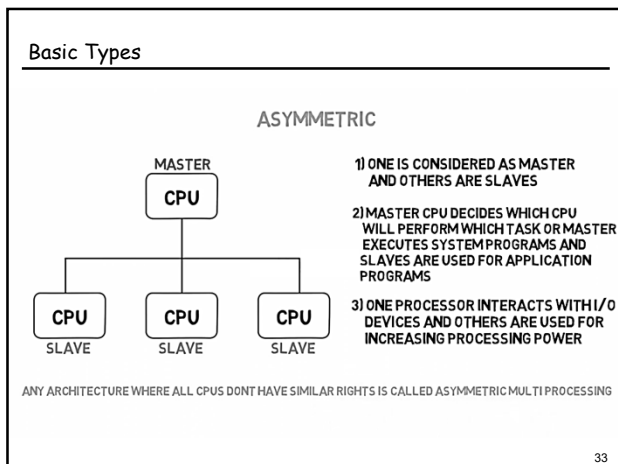 Basic Types
ASYMMETRIC
MASTER
CPU
CPU
CPU
CPU
SLAVE
SLAVE
SLAVE
1) ONE IS CONSIDERED AS MASTER
AND OTHERS ARE SLAVES
2) MASTER CPU DECIDES WHICH CPU
WILL PERFORM WHICH TASK OR MASTER
EXECUTES SYSTEM PROGRAMS AND
SLAVES ARE USED FOR APPLICATION
PROGRAMS
3) ONE PROCESSOR INTERACTS WITH I/O
DEVICES AND OTHERS ARE USED FOR
INCREASING PROCESSING POWER
ANY ARCHITECTURE WHERE ALL CPUS DONT HAVE SIMILAR RIGHTS IS CALLED ASYMMETRIC MULTI PROCESSING
33